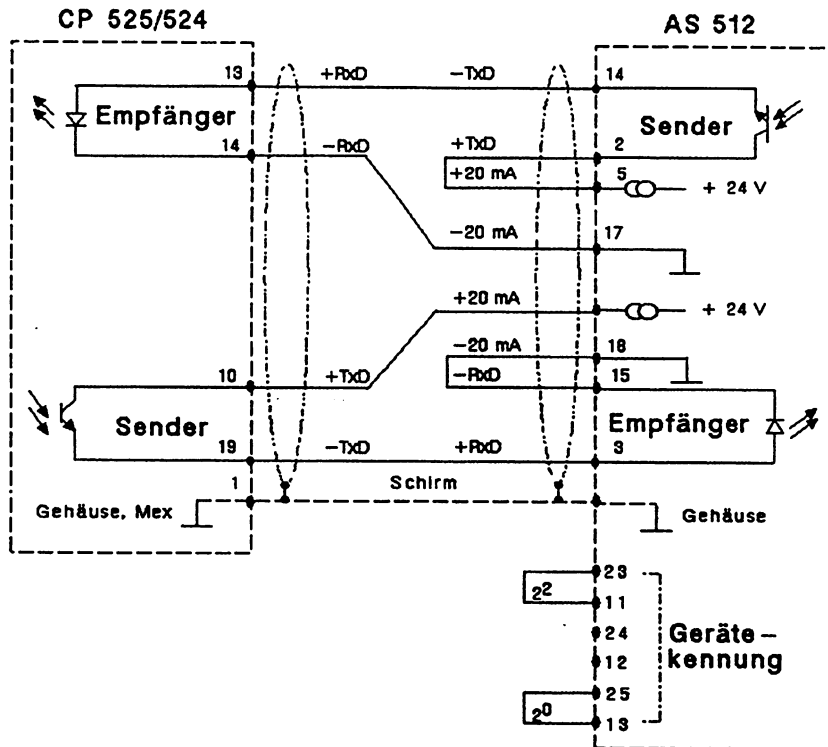 CP 525/524
AS 512
13
+RxD
-TxD
14
Empfänger
Sender
14
-RxD
+TxD
2
+20 mA
5
+ 24 V
-20 mA
17
+20 mA
+ 24 V
-20 mA
18
10
+TxD
-RxD
15
Sender
Empfänger
19
-TxD
+RxD
3
1
Schirm
Gehäuse, Mex
Gehäuse
23
2²
11
24
Geräte-
12
kennung
25
2⁰
13